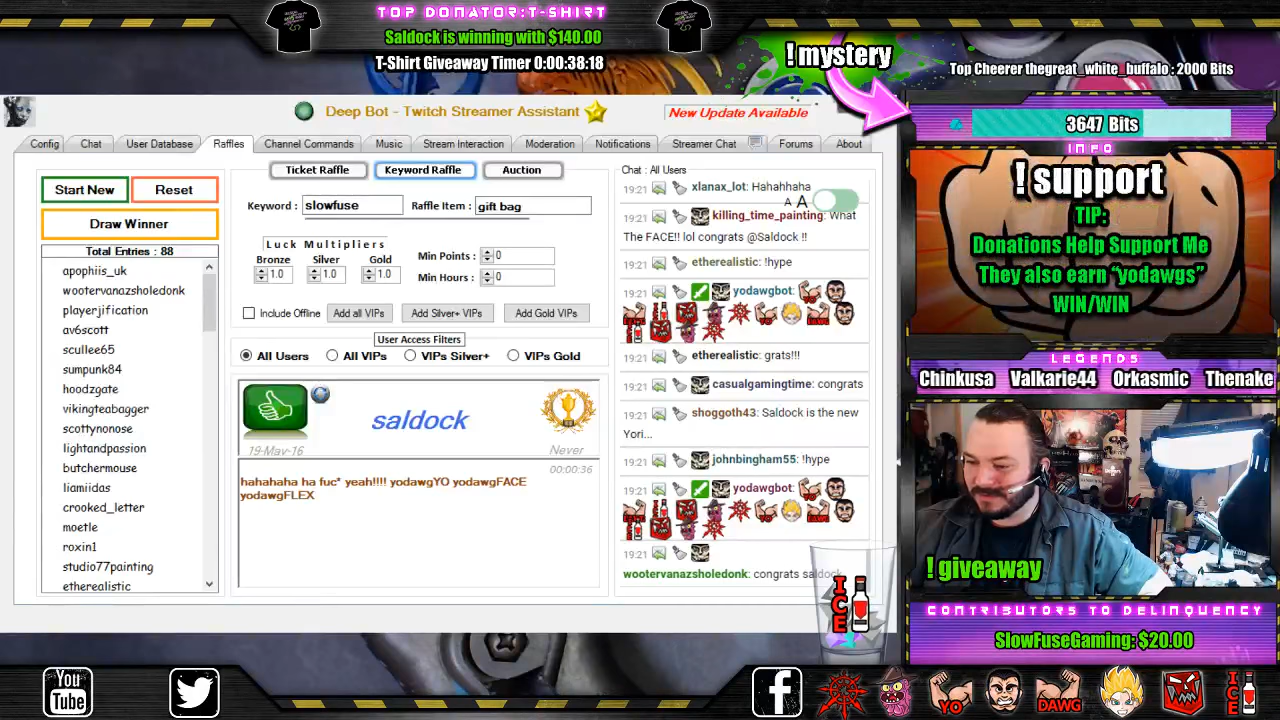 TOP DONATOR:T-SHIRT
Saldock is winning with $140.00
T-Shirt Giveaway Timer 0:00:38:18
! mystery
Top Cheerer thegreat_white_buffalo : 2000 Bits
3647 Bits
INFO
! support
TIP:
Donations Help Support Me
They also earn “yodawgs”
WIN/WIN
LEGENDS
Chinkusa Valkarie44 Orkasmic Thenake
! giveaway
CONTRIBUTORS TO DELINQUENCY
SlowFuseGaming: $20.00
Deep Bot - Twitch Streamer Assistant
New Update Available
Config Chat User Database Raffles Channel Commands Music Stream Interaction Moderation Notifications Streamer Chat Forums About
Start New Reset
Draw Winner
Total Entries : 88
apophiis_uk
wootervanazsholedonk
playerjification
av6scott
scullee65
sumpunk84
hoodzgate
vikingteabagger
scottynonose
lightandpassion
butchermouse
liamiidas
crooked_letter
moetle
roxin1
studio77painting
etherealistic
Ticket Raffle Keyword Raffle Auction
Keyword : slowfuse Raffle Item : gift bag
Luck Multipliers
Bronze Silver Gold
1.0 1.0 1.0
Min Points : 0
Min Hours : 0
Include Offline Add all VIPs Add Silver+ VIPs Add Gold VIPs
User Access Filters
All Users All VIPs VIPs Silver+ VIPs Gold
saldock
19-May-16 Never
00:00:36
hahahaha ha fuc* yeah!!!! yodawgYO yodawgFACE
yodawgFLEX
Chat : All Users
19:21 xlanax_lot: Hahahhaha
A A
19:21 killing_time_painting: What
The FACE!! lol congrats @Saldock !!
19:21 etherealistic: !hype
19:21 yodawgbot:
19:21 etherealistic: grats!!!
19:21 casualgamingtime: congrats
19:21 shoggoth43: Saldock is the new
Yori...
19:21 johnbingham55: !hype
19:21 yodawgbot:
19:21
wootervanazsholedonk: congrats saldock
ICE
You
Tube
f
YO
DAWG
ICE